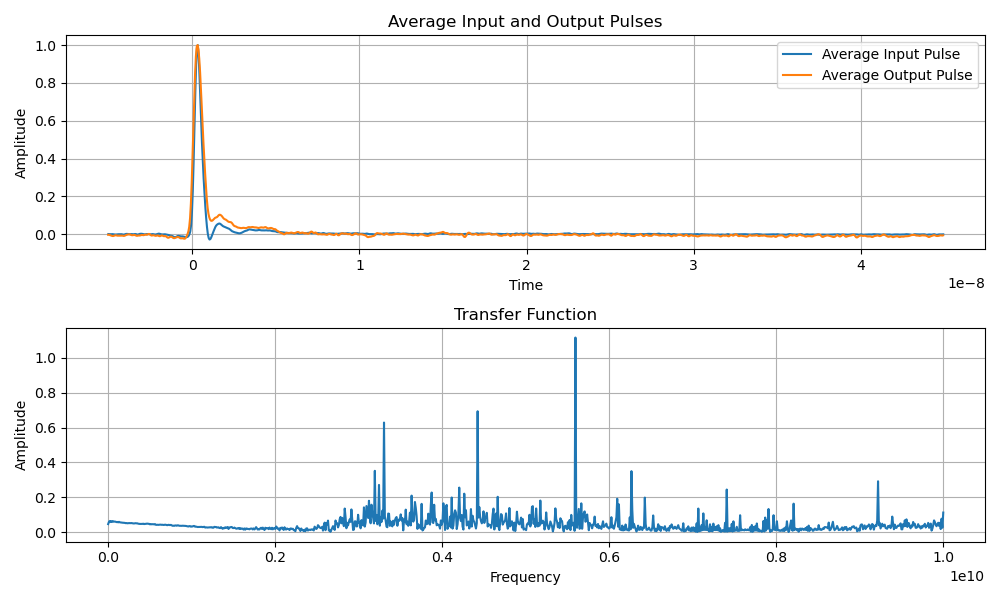 Average Input and Output Pulses
Amplitude
1.0
0.8
0.6
0.4
0.2
0.0
Average Input Pulse
Average Output Pulse
0 1 2 3 4
Time
1e−8
Transfer Function
Amplitude
1.0
0.8
0.6
0.4
0.2
0.0
0.0 0.2 0.4 0.6 0.8 1.0
Frequency
1e10